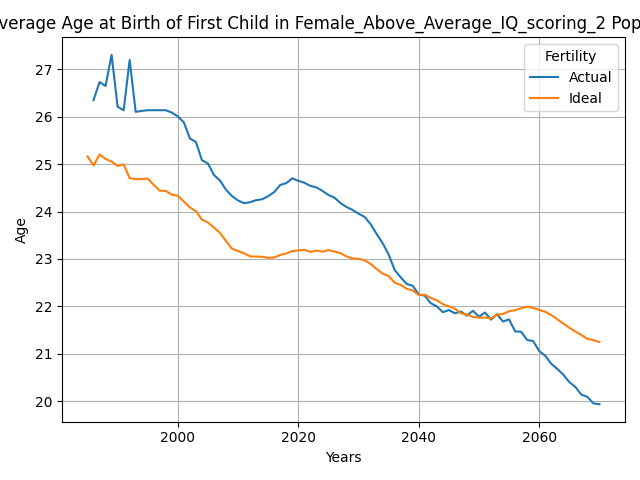 verage Age at Birth of First Child in Female_Above_Average_IQ_scoring_2 Pop
Fertility
Actual
Ideal
27
26
25
24
23
22
21
20
Age
2000
2020
2040
2060
Years